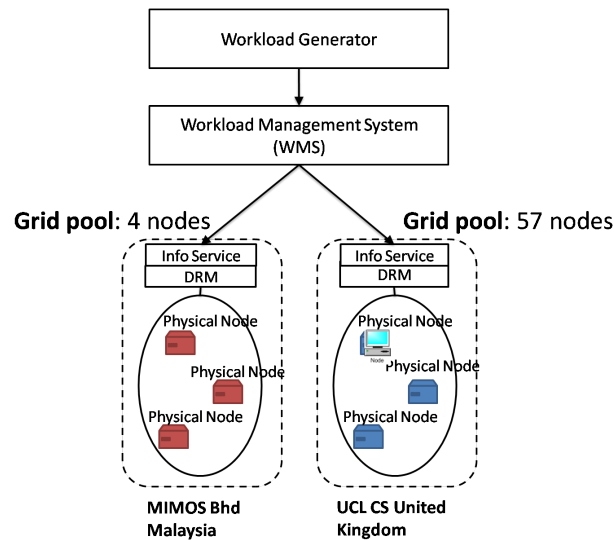 Workload Generator
Workload Management System
(WMS)
Grid pool: 4 nodes
Grid pool: 57 nodes
Info Service
DRM
Info Service
DRM
Physical Node
Physical Node
Physical Node
Physical Node
Node
Physical Node
Physical Node
MIMOS Bhd
Malaysia
UCL CS United
Kingdom